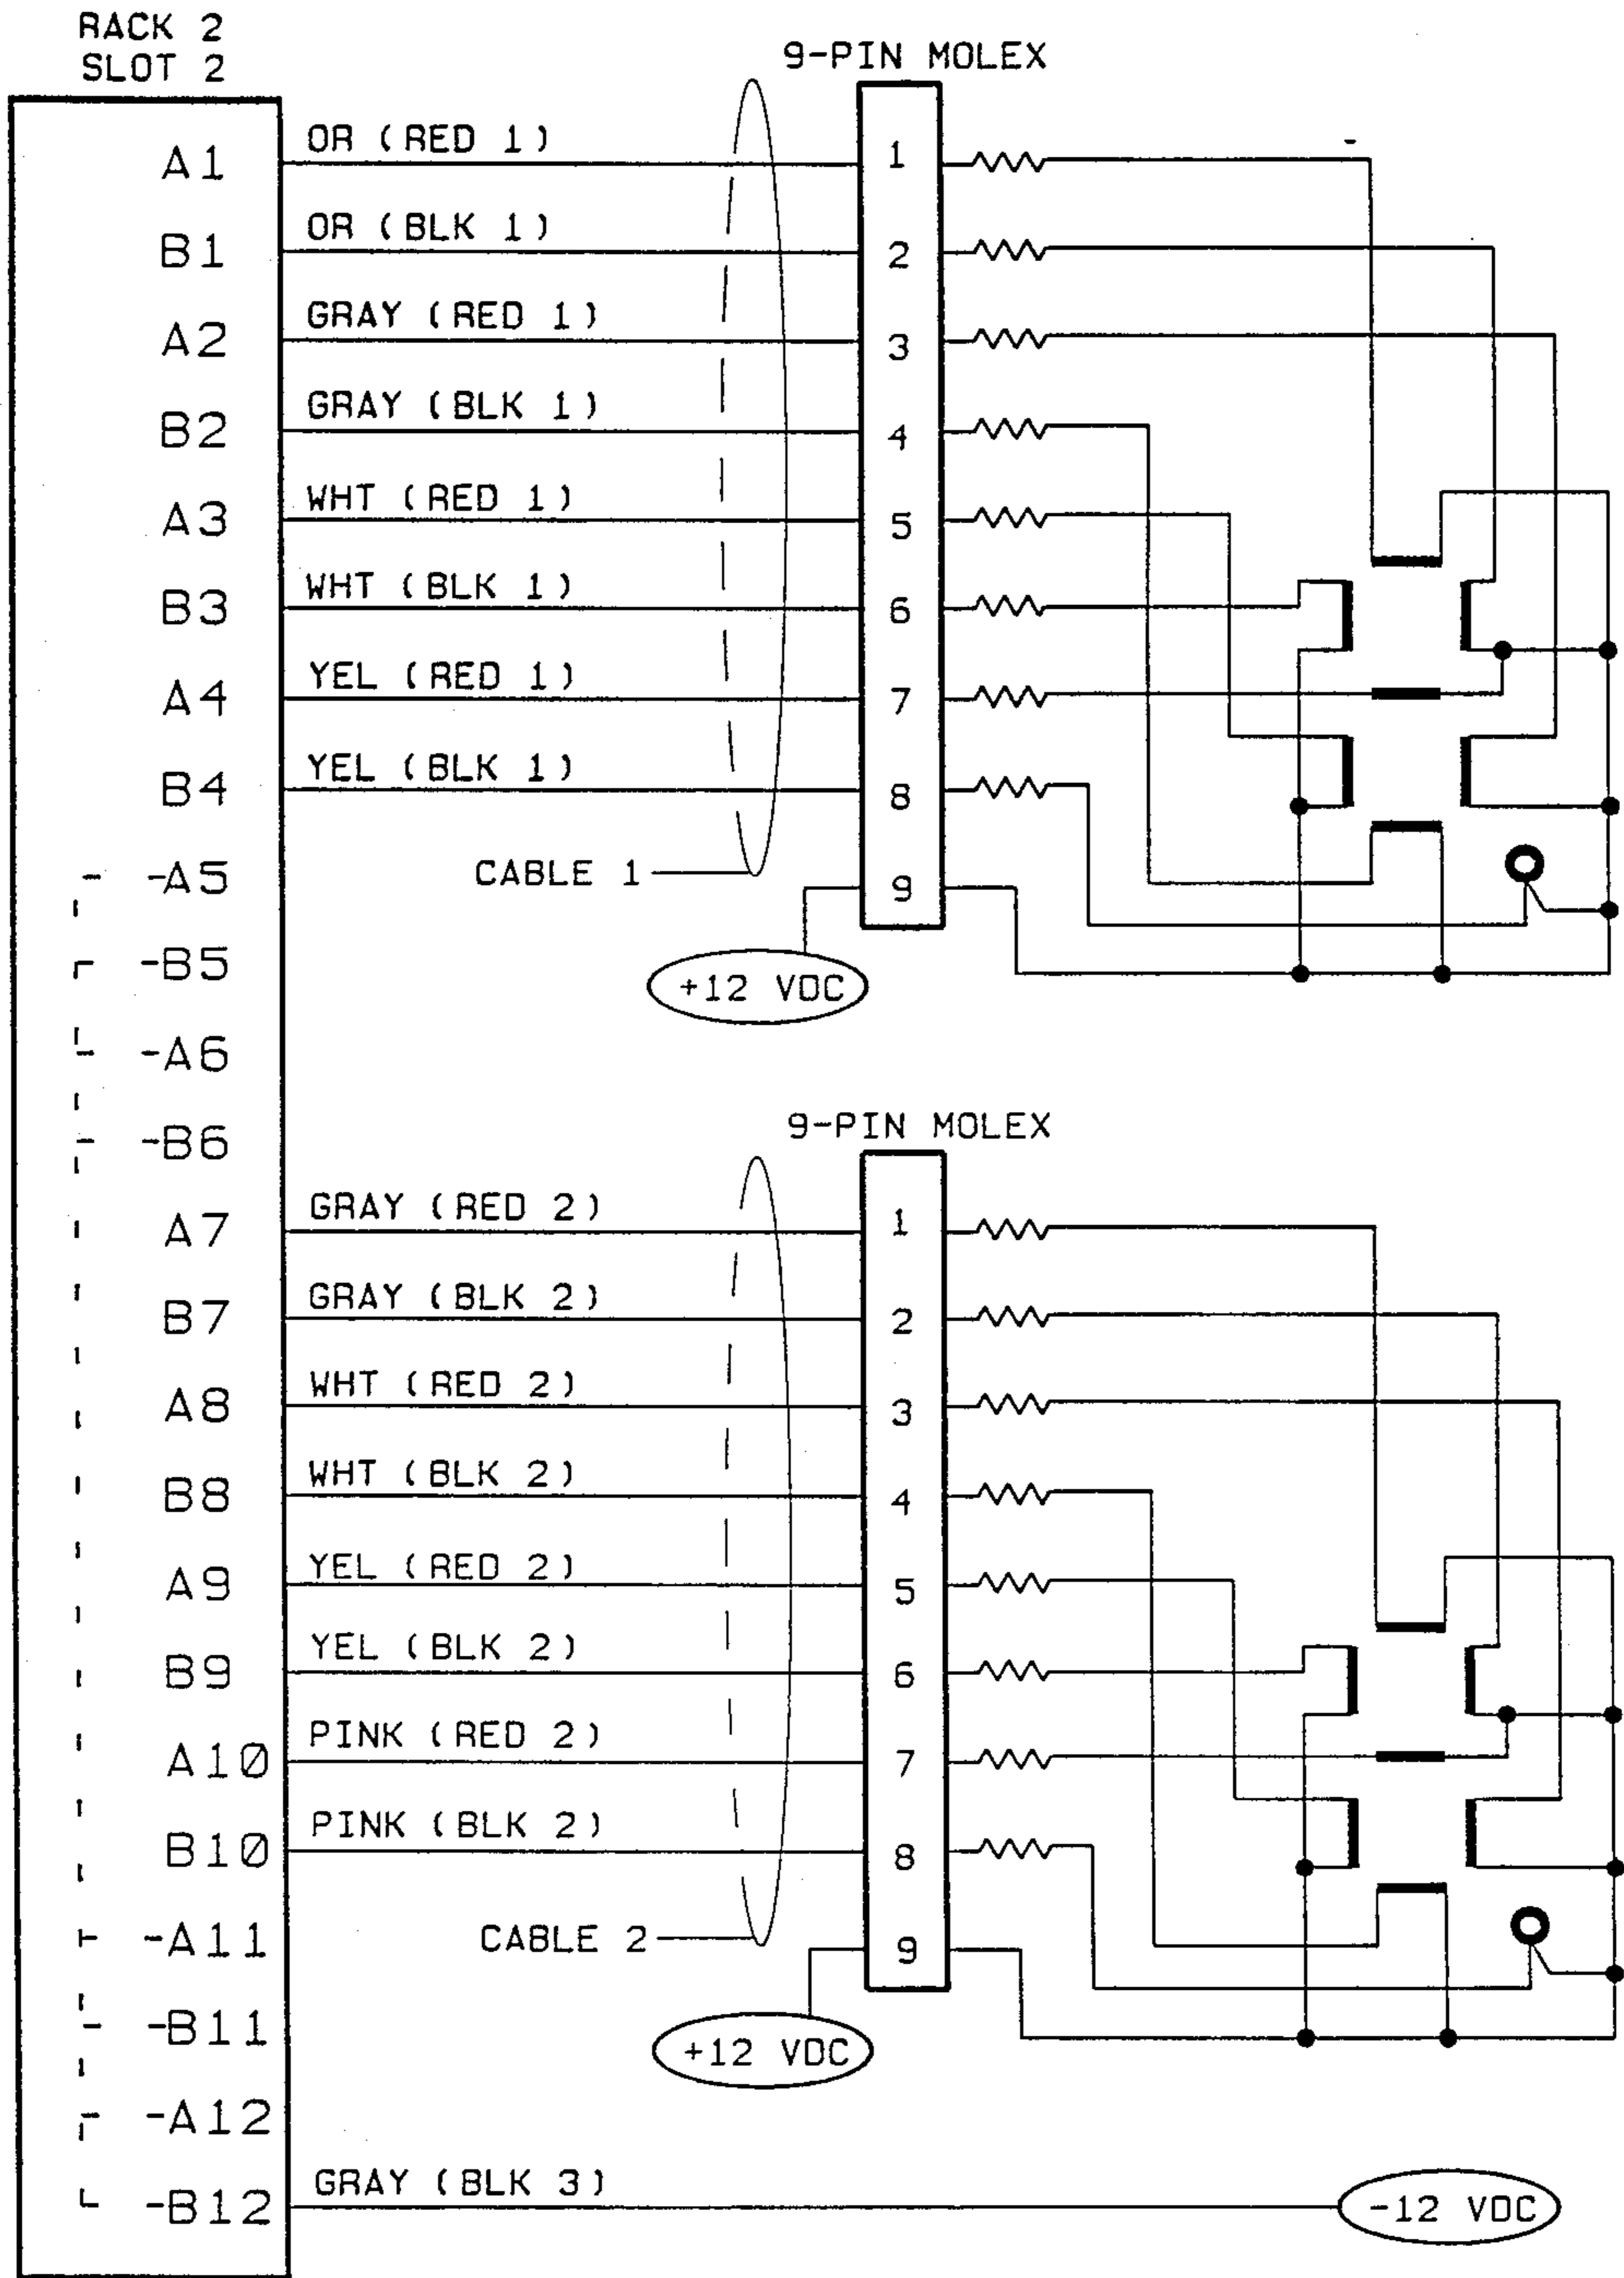 RACK 2
SLOT 2
9-PIN MOLEX
A1 OR (RED 1) 1
B1 OR (BLK 1) 2
A2 GRAY (RED 1) 3
B2 GRAY (BLK 1) 4
A3 WHT (RED 1) 5
B3 WHT (BLK 1) 6
A4 YEL (RED 1) 7
B4 YEL (BLK 1) 8
-A5 CABLE 1 9
-B5 +12 VDC
-A6
-B6 9-PIN MOLEX
A7 GRAY (RED 2) 1
B7 GRAY (BLK 2) 2
A8 WHT (RED 2) 3
B8 WHT (BLK 2) 4
A9 YEL (RED 2) 5
B9 YEL (BLK 2) 6
A10 PINK (RED 2) 7
B10 PINK (BLK 2) 8
-A11 CABLE 2 9
-B11 +12 VDC
-A12
-B12 GRAY (BLK 3) -12 VDC